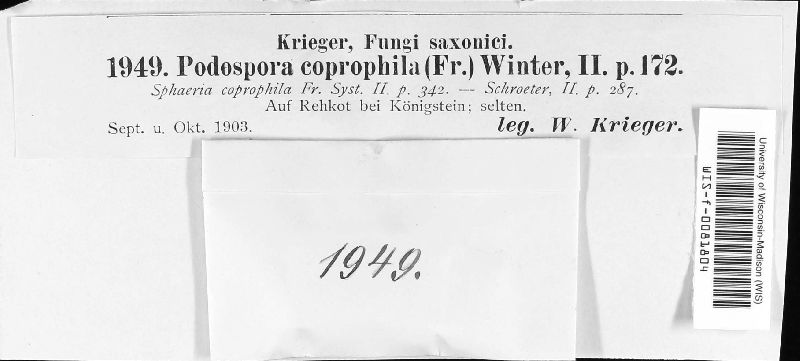 Krieger, Fungi saxonici.
1949. Podospora coprophila (Fr.) Winter, II. p. 172.
Sphaeria coprophila Fr. Syst. II. p. 342. — Schroeter, II. p. 287.
Auf Rehkot bei Königstein; selten.
Sept. u. Okt. 1903. leg. W. Krieger.
1949.
University of Wisconsin-Madison (WIS)
WIS-f-0081804